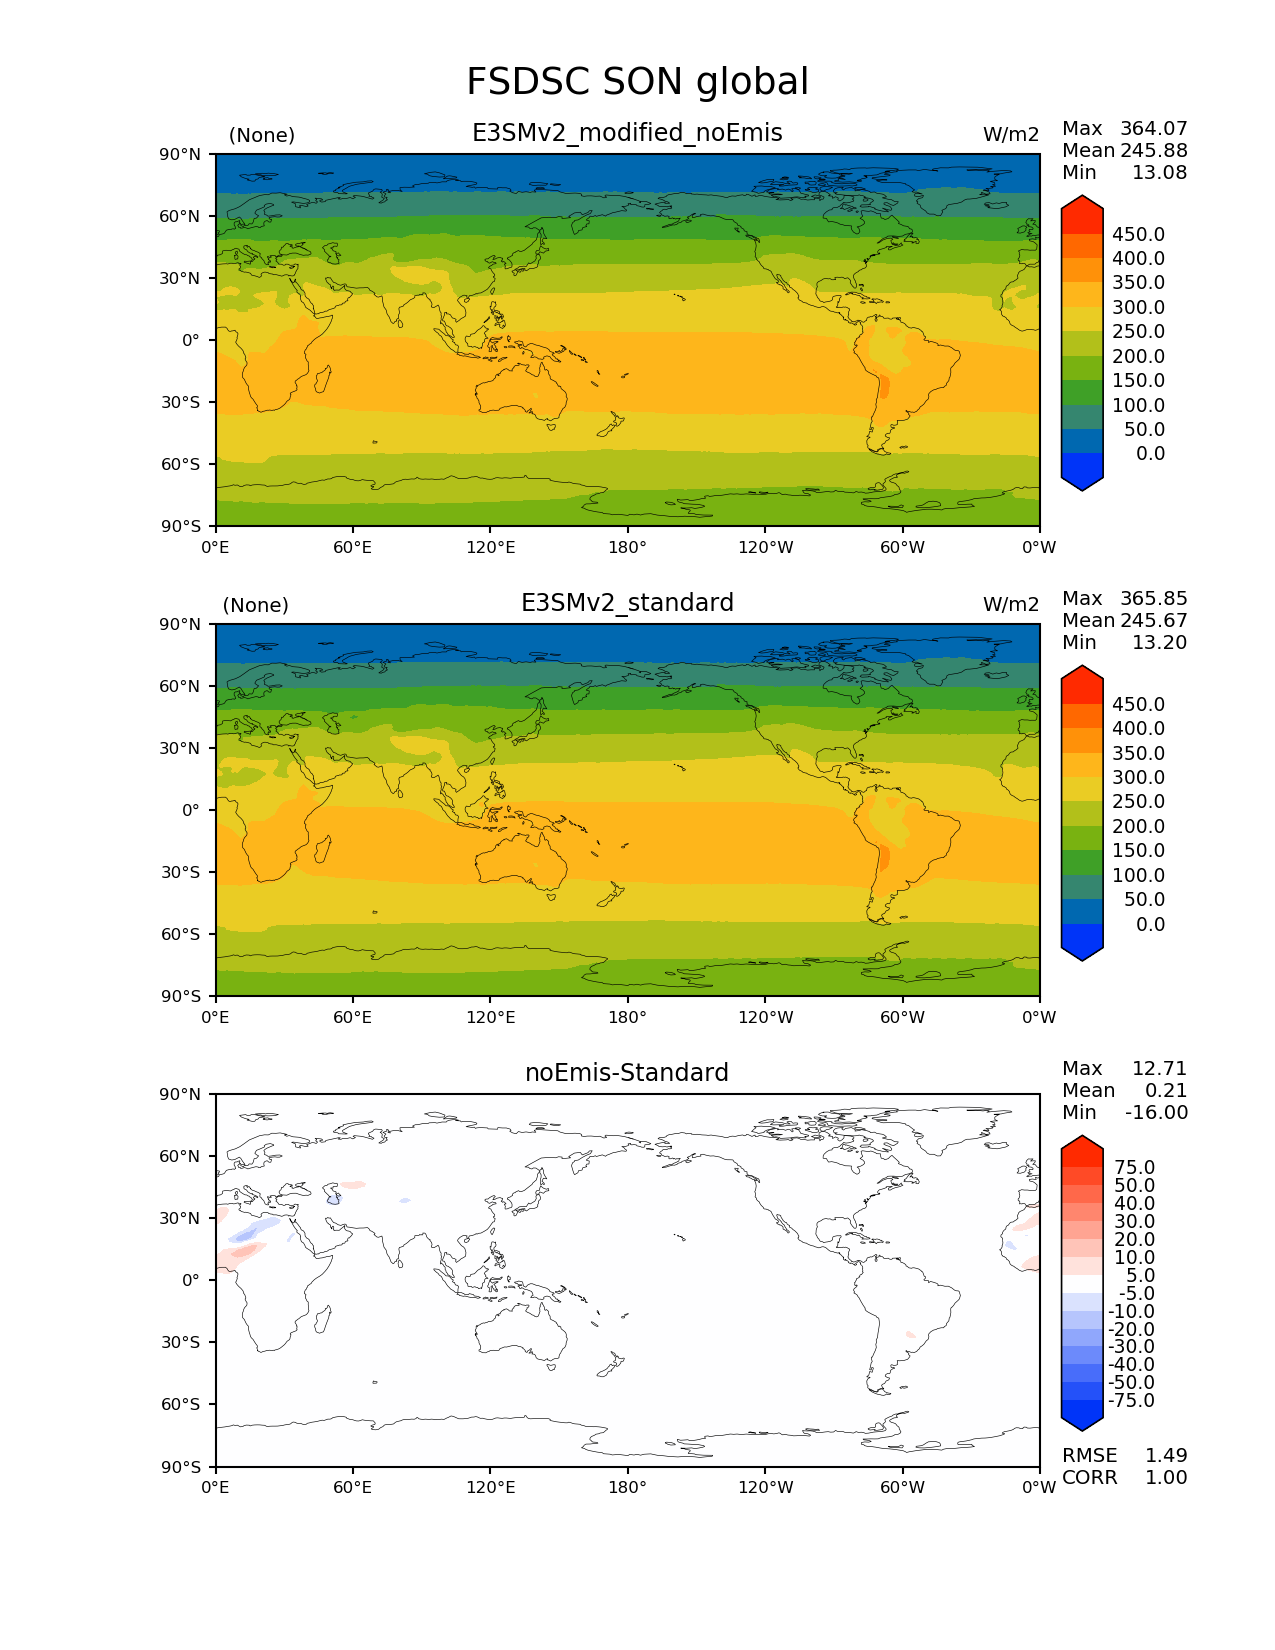 FSDSC SON global
(None) E3SMv2_modified_noEmis W/m2
Max 364.07
Mean 245.88
Min 13.08
90°N
60°N
30°N
0°
30°S
60°S
90°S
0°E 60°E 120°E 180° 120°W 60°W 0°W
450.0
400.0
350.0
300.0
250.0
200.0
150.0
100.0
50.0
0.0
(None) E3SMv2_standard W/m2
Max 365.85
Mean 245.67
Min 13.20
90°N
60°N
30°N
0°
30°S
60°S
90°S
0°E 60°E 120°E 180° 120°W 60°W 0°W
450.0
400.0
350.0
300.0
250.0
200.0
150.0
100.0
50.0
0.0
noEmis-Standard
Max 12.71
Mean 0.21
Min -16.00
90°N
60°N
30°N
0°
30°S
60°S
90°S
0°E 60°E 120°E 180° 120°W 60°W 0°W
75.0
50.0
40.0
30.0
20.0
10.0
5.0
-5.0
-10.0
-20.0
-30.0
-40.0
-50.0
-75.0
RMSE 1.49
CORR 1.00